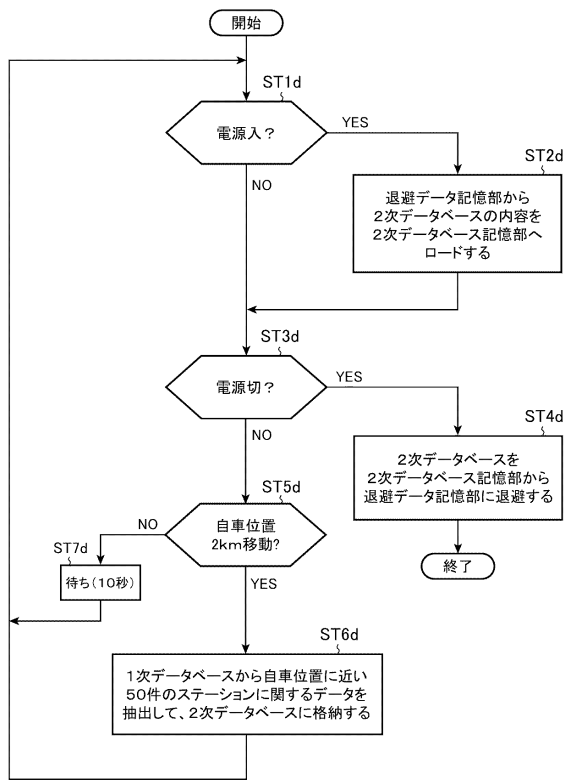 開始
ST1d
電源入？
YES
NO
ST2d
退避データ記憶部から
２次データベースの内容を
２次データベース記憶部へ
ロードする
ST3d
電源切？
YES
NO
ST4d
２次データベースを
２次データベース記憶部から
退避データ記憶部に退避する
終了
ST5d
自車位置
２ｋｍ移動？
NO
YES
ST7d
待ち（１０秒）
ST6d
１次データベースから自車位置に近い
５０件のステーションに関するデータを
抽出して、２次データベースに格納する